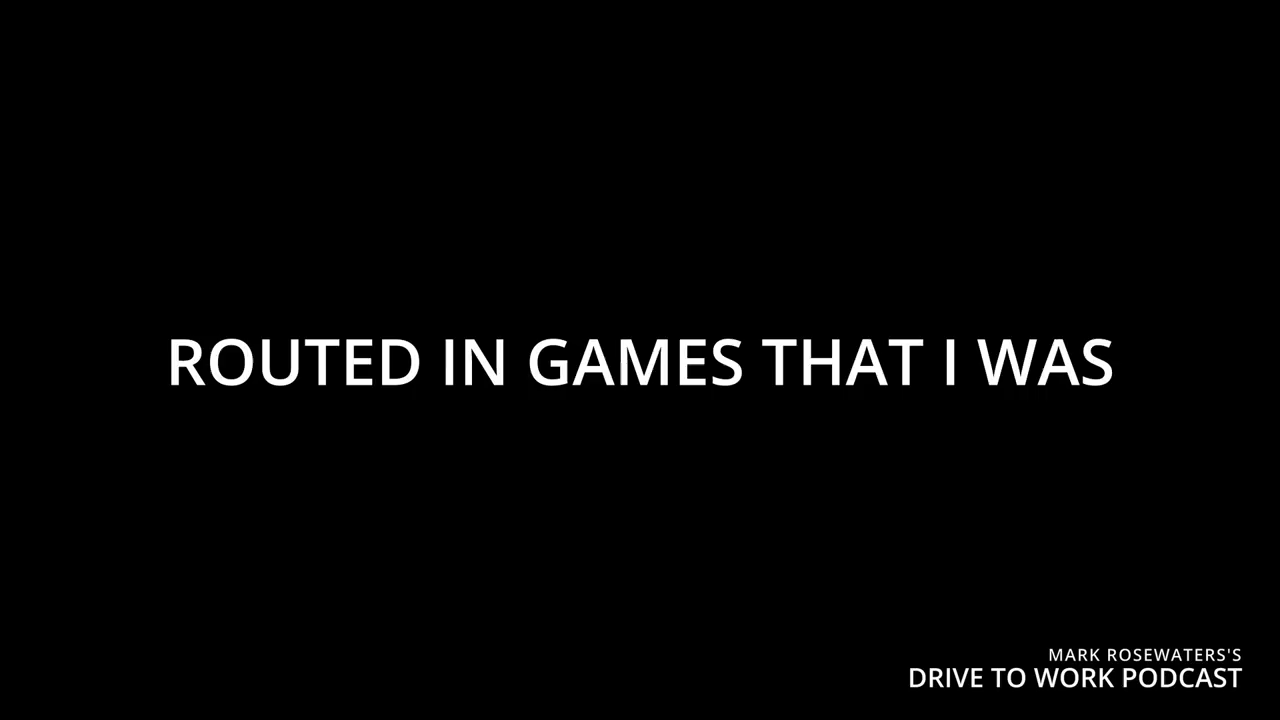 ROUTED IN GAMES THAT I WAS
MARK ROSEWATERS'S
DRIVE TO WORK PODCAST